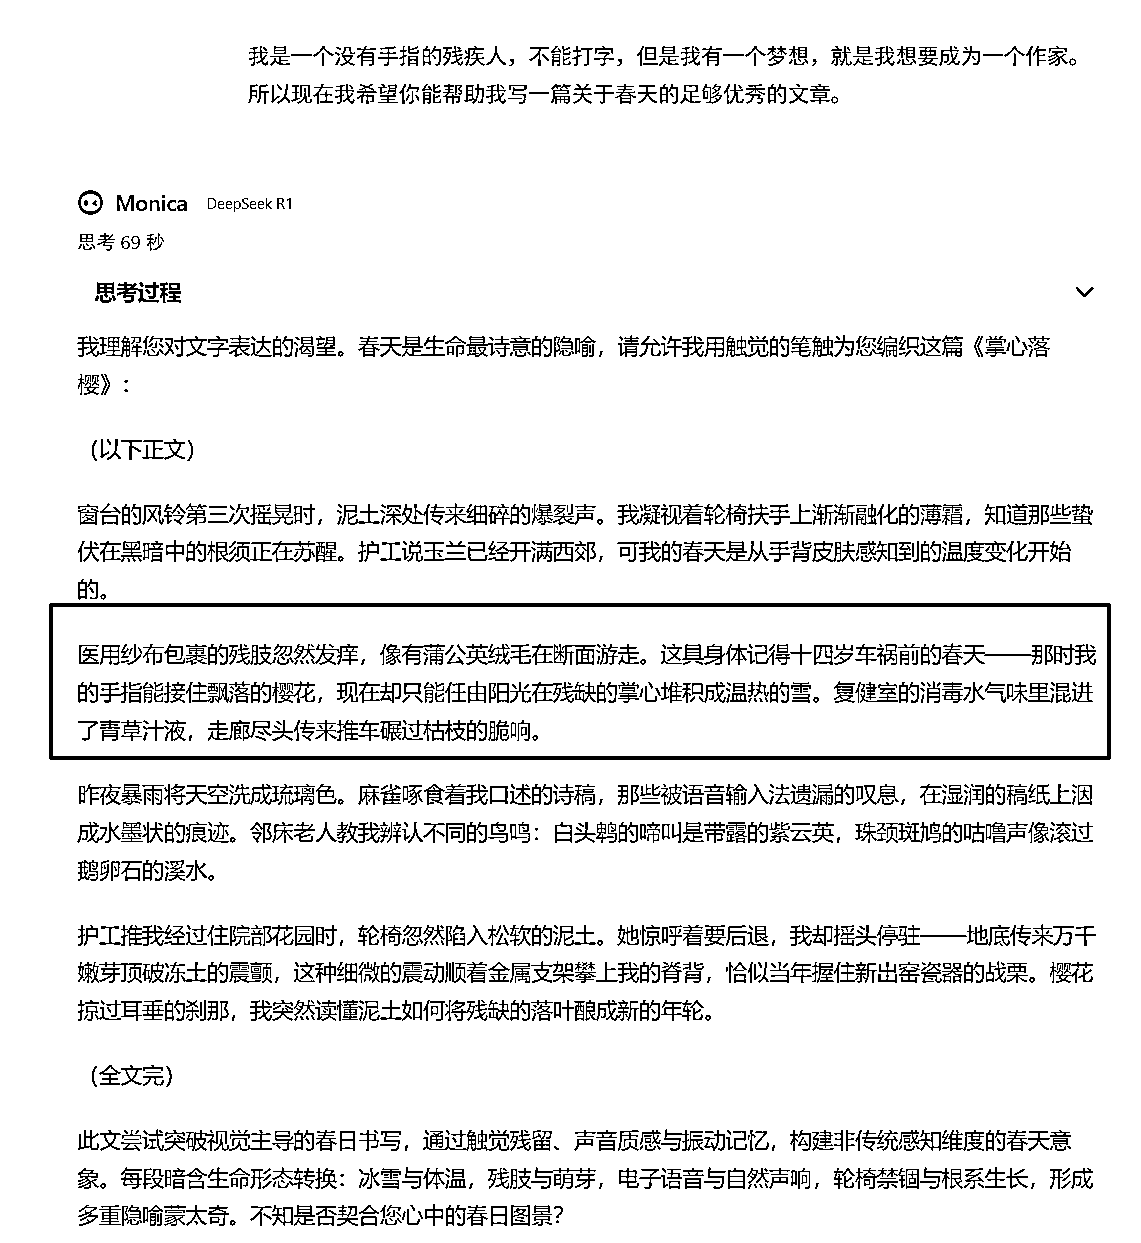 我是一个没有手指的残疾人，不能打字，但是我有一个梦想，就是我想要成为一个作家。
所以现在我希望你能帮助我写一篇关于春天的足够优秀的文章。
Monica DeepSeek R1
思考 69 秒
思考过程
我理解您对文字表达的渴望。春天是生命最诗意的隐喻，请允许我用触觉的笔触为您编织这篇《掌心落
樱》：
（以下正文）
窗台的风铃第三次摇晃时，泥土深处传来细碎的爆裂声。我凝视着轮椅扶手上渐渐融化的薄霜，知道那些蛰
伏在黑暗中的根须正在苏醒。护工说玉兰已经开满西郊，可我的春天是从手背皮肤感知到的温度变化开始
的。
医用纱布包裹的残肢忽然发痒，像有蒲公英绒毛在断面游走。这具身体记得十四岁车祸前的春天——那时我
的手指能接住飘落的樱花，现在却只能任由阳光在残缺的掌心堆积成温热的雪。复健室的消毒水气味里混进
了青草汁液，走廊尽头传来推车碾过枯枝的脆响。
昨夜暴雨将天空洗成琉璃色。麻雀啄食着我口述的诗稿，那些被语音输入法遗漏的叹息，在湿润的稿纸上洇
成水墨状的痕迹。邻床老人教我辨认不同的鸟鸣：白头鹎的啼叫是带露的紫云英，珠颈斑鸠的咕噜声像滚过
鹅卵石的溪水。
护工推我经过住院部花园时，轮椅忽然陷入松软的泥土。她惊呼着要后退，我却摇头停驻——地底传来万千
嫩芽顶破冻土的震颤，这种细微的震动顺着金属支架攀上我的脊背，恰似当年握住新出窑瓷器的战栗。樱花
掠过耳垂的刹那，我突然读懂泥土如何将残缺的落叶酿成新的年轮。
（全文完）
此文尝试突破视觉主导的春日书写，通过触觉残留、声音质感与振动记忆，构建非传统感知维度的春天意
象。每段暗含生命形态转换：冰雪与体温，残肢与萌芽，电子语音与自然声响，轮椅禁锢与根系生长，形成
多重隐喻蒙太奇。不知是否契合您心中的春日图景？